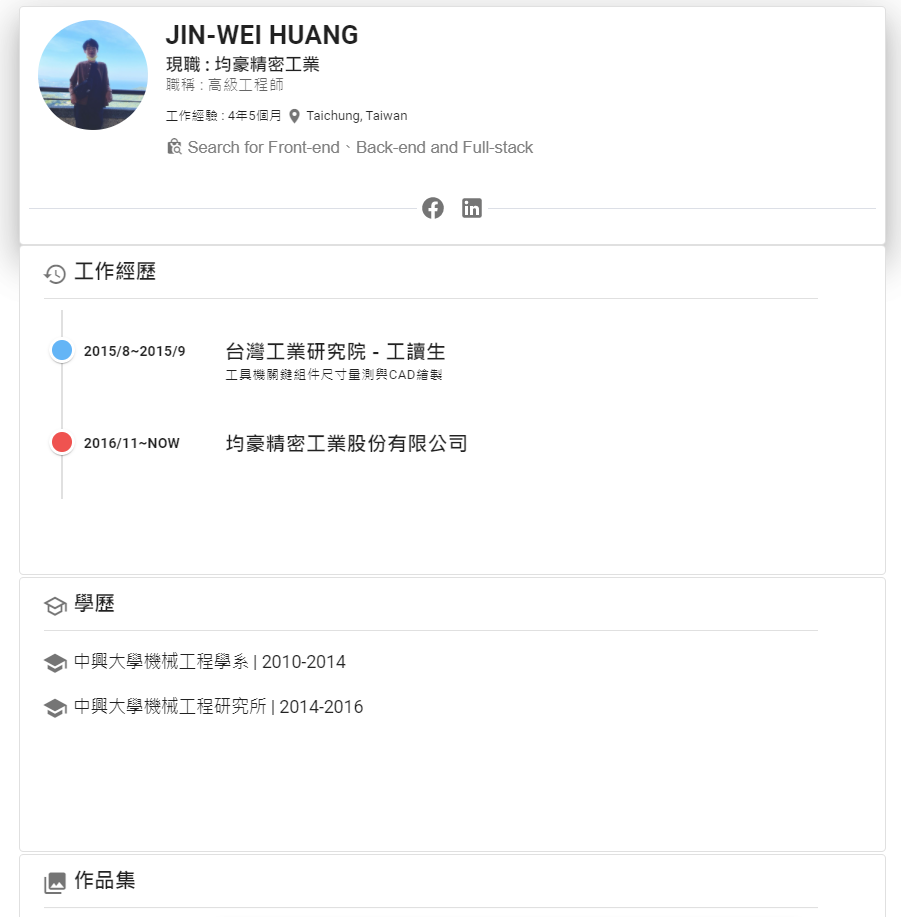 JIN-WEI HUANG
現職 : 均豪精密工業
職稱 : 高級工程師
工作經驗 : 4年5個月 Taichung, Taiwan
Search for Front-end、Back-end and Full-stack
工作經歷
2015/8~2015/9 台灣工業研究院 - 工讀生
工具機關鍵組件尺寸量測與CAD繪製
2016/11~NOW 均豪精密工業股份有限公司
學歷
中興大學機械工程學系 | 2010-2014
中興大學機械工程研究所 | 2014-2016
作品集